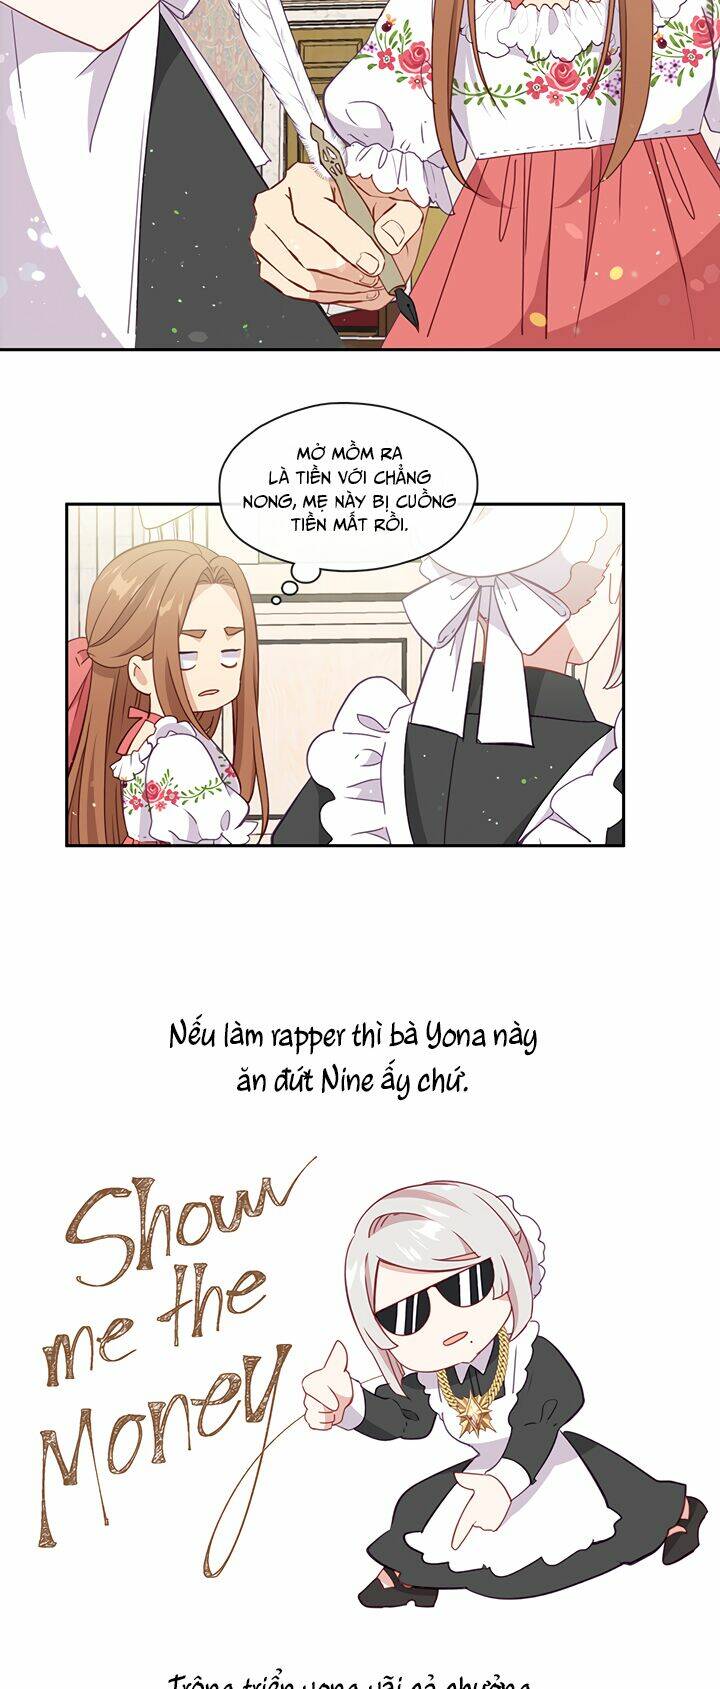 MỞ MỒM RA
LÀ TIỀN VỚI CHẲNG
NONG, MẸ NÀY BỊ CUỒNG
TIỀN MẤT RỒI.
Nếu làm rapper thì bà Yona này
ăn đứt Nine ấy chứ.
Show
me the
Money